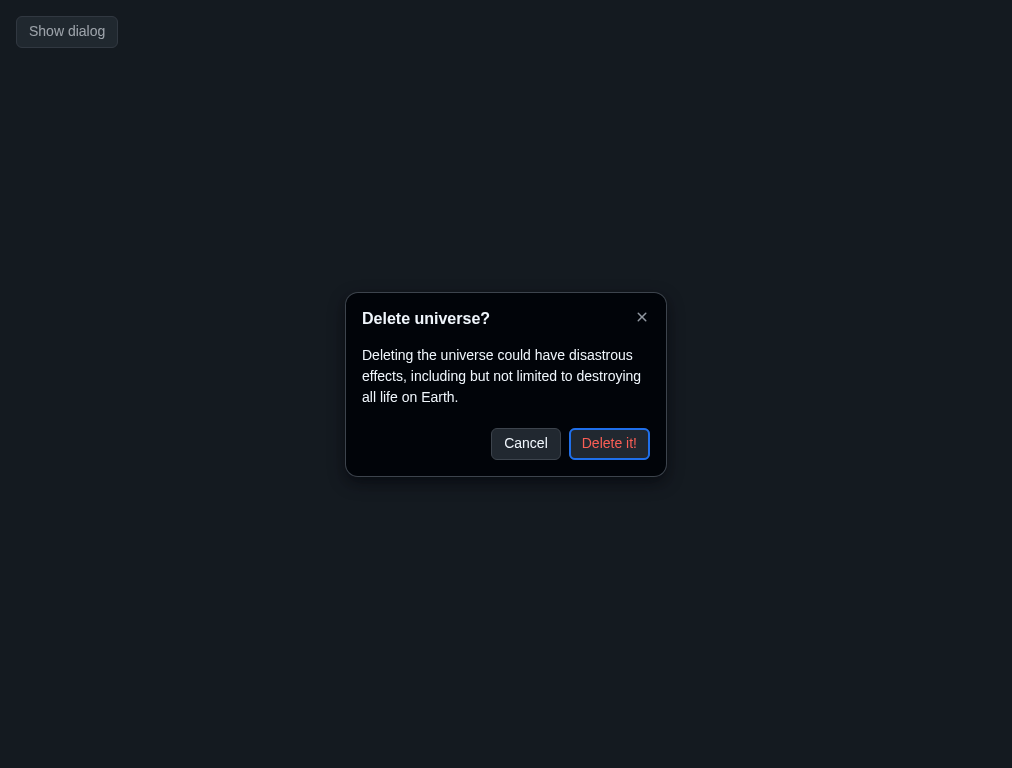 Show dialog
Delete universe?
Deleting the universe could have disastrous
effects, including but not limited to destroying
all life on Earth.
Cancel
Delete it!